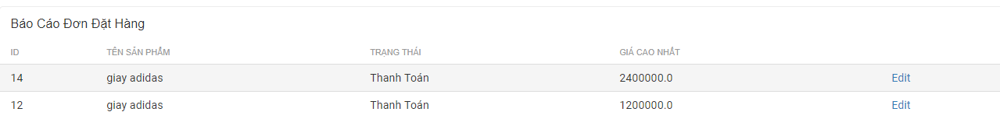 Báo Cáo Đơn Đặt Hàng
ID TÊN SẢN PHẨM TRẠNG THÁI GIÁ CAO NHẤT
14 giay adidas Thanh Toán 2400000.0 Edit
12 giay adidas Thanh Toán 1200000.0 Edit